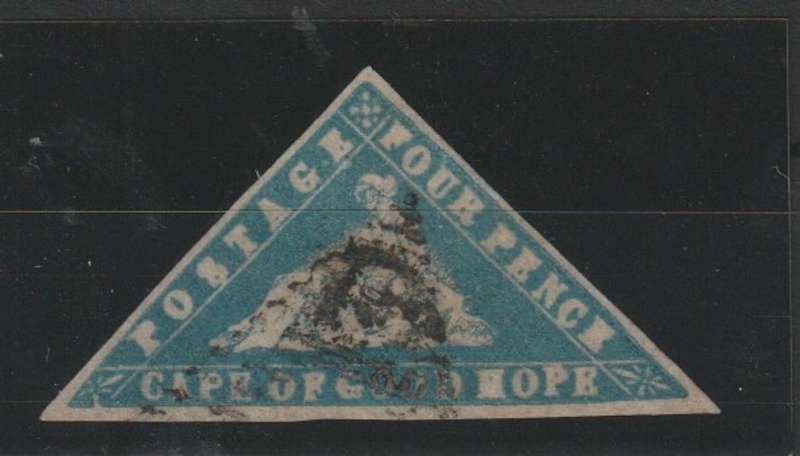 POSTAGE
FOUR PENCE
CAPE OF GOOD HOPE